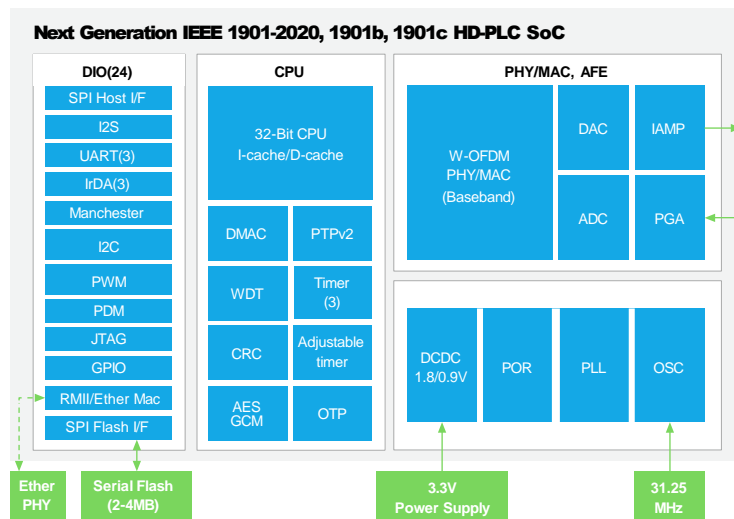 Next Generation IEEE 1901-2020, 1901b, 1901c HD-PLC SoC
DIO(24)
SPI Host I/F
I2S
UART(3)
IrDA(3)
Manchester
I2C
PWM
PDM
JTAG
GPIO
RMII/Ether Mac
SPI Flash I/F
CPU
32-Bit CPU
I-cache/D-cache
DMAC
PTPv2
WDT
Timer
(3)
CRC
Adjustable
timer
AES
GCM
OTP
PHY/MAC, AFE
W-OFDM
PHY/MAC
(Baseband)
DAC
IAMP
ADC
PGA
DCDC
1.8/0.9V
POR
PLL
OSC
Ether
PHY
Serial Flash
(2-4MB)
3.3V
Power Supply
31.25
MHz